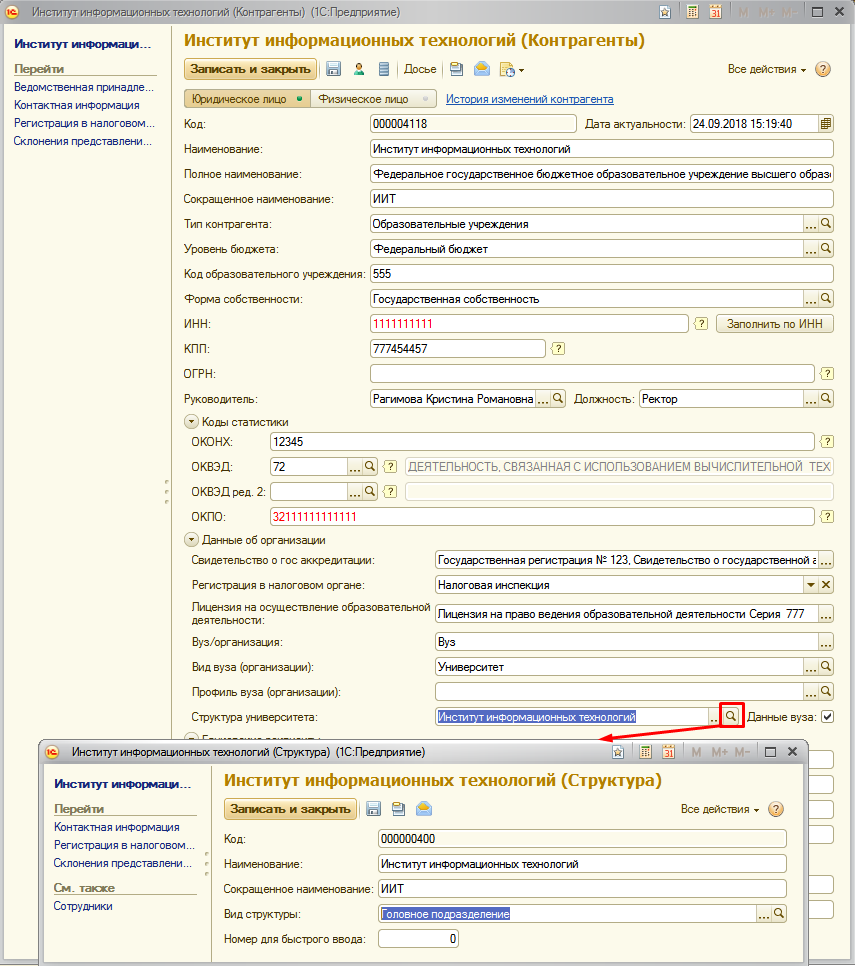 Институт информационных технологий (Контрагенты) (1С:Предприятие)
M M+ M-
Институт информаци...
Перейти
Ведомственная принадле...
Контактная информация
Регистрация в налоговом...
Склонения представлени...
Институт информационных технологий (Контрагенты)
Записать и закрыть Досье Все действия
Юридическое лицо Физическое лицо История изменений контрагента
Код: 000004118 Дата актуальности: 24.09.2018 15:19:40
Наименование: Институт информационных технологий
Полное наименование: Федеральное государственное бюджетное образовательное учреждение высшего образо
Сокращенное наименование: ИИТ
Тип контрагента: Образовательные учреждения ...
Уровень бюджета: Федеральный бюджет ...
Код образовательного учреждения: 555
Форма собственности: Государственная собственность ...
ИНН: 1111111111 ? Заполнить по ИНН
КПП: 777454457 ?
ОГРН: ?
Руководитель: Рагимова Кристина Романовна ... Должность: Ректор ...
Коды статистики
ОКОНХ: 12345 ?
ОКВЭД: 72 ... ? ДЕЯТЕЛЬНОСТЬ, СВЯЗАННАЯ С ИСПОЛЬЗОВАНИЕМ ВЫЧИСЛИТЕЛЬНОЙ ТЕХ
ОКВЭД ред. 2: ... ?
ОКПО: 32111111111111 ?
Данные об организации
Свидетельство о гос аккредитации: Государственная регистрация № 123, Свидетельство о государственной а ...
Регистрация в налоговом органе: Налоговая инспекция
Лицензия на осуществление образовательной
деятельности: Лицензия на право ведения образовательной деятельности Серия 777 ...
Вуз/организация: Вуз ...
Вид вуза (организации): Университет ...
Профиль вуза (организации): ...
Структура университета: Институт информационных технологий ... Данные вуза:
Институт информационных технологий (Структура) (1С:Предприятие)
M M+ M-
Институт информаци...
Перейти
Контактная информация
Регистрация в налоговом...
Склонения представлени...
См. также
Сотрудники
Институт информационных технологий (Структура)
Записать и закрыть Все действия
Код: 000000400
Наименование: Институт информационных технологий
Сокращенное наименование: ИИТ
Вид структуры: Головное подразделение ...
Номер для быстрого ввода: 0